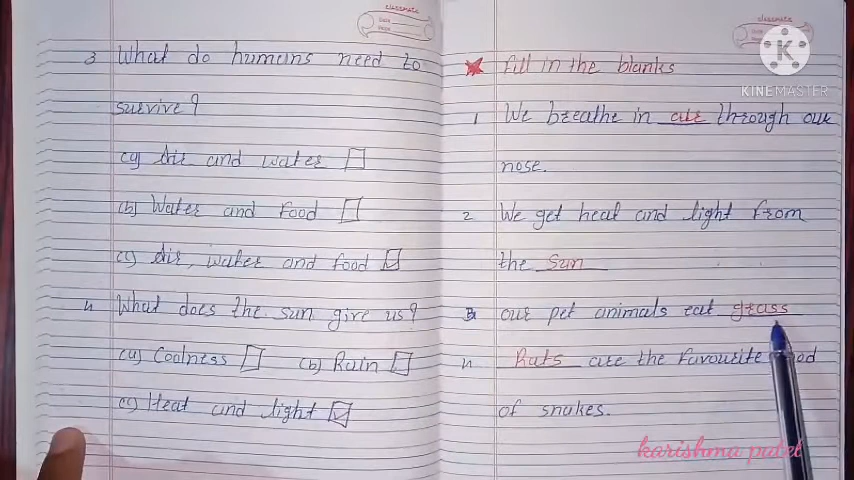 classmate
3 What do humans need to
survive?
(a) Air and water
(b) Water and food
(c) Air, water and food
4 What does the sun give us?
(a) Coolness (b) Rain
(c) Heat and light
classmate
KINEMASTER
Fill in the blanks
1 We breathe in air through our
nose.
2 We get heat and light from
the Sun
3 our pet animals eat grass
4 Rats are the favourite food
of snakes.
karishma patel